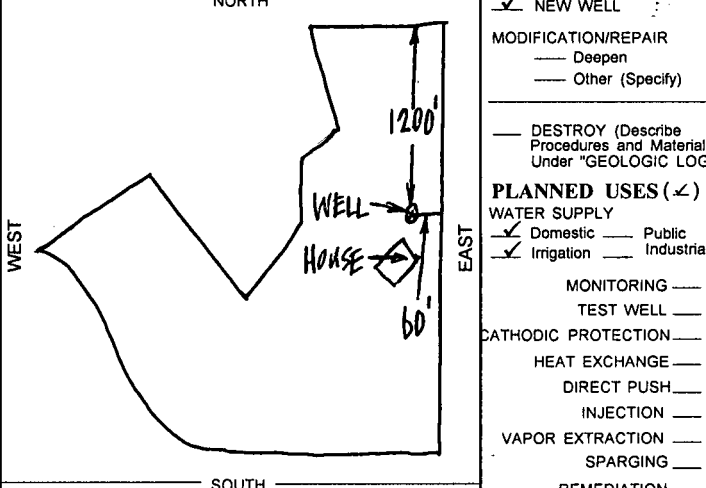 NORTH
1200'
WELL
WEST
EAST
HOUSE
60'
SOUTH
✓ NEW WELL
MODIFICATION/REPAIR
Deepen
Other (Specify)
DESTROY (Describe
Procedures and Material
Under "GEOLOGIC LOG
PLANNED USES (✓)
WATER SUPPLY
✓ Domestic Public
✓ Irrigation Industria
MONITORING
TEST WELL
CATHODIC PROTECTION
HEAT EXCHANGE
DIRECT PUSH
INJECTION
VAPOR EXTRACTION
SPARGING
REMEDIATION